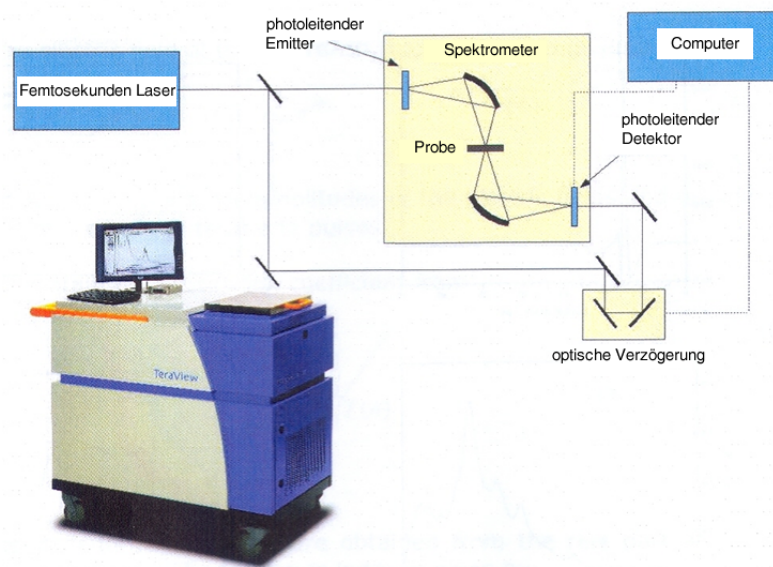 photoleitender
Emitter
Spektrometer
Computer
Femtosekunden Laser
photoleitender
Detektor
Probe
optische Verzögerung
TeraView